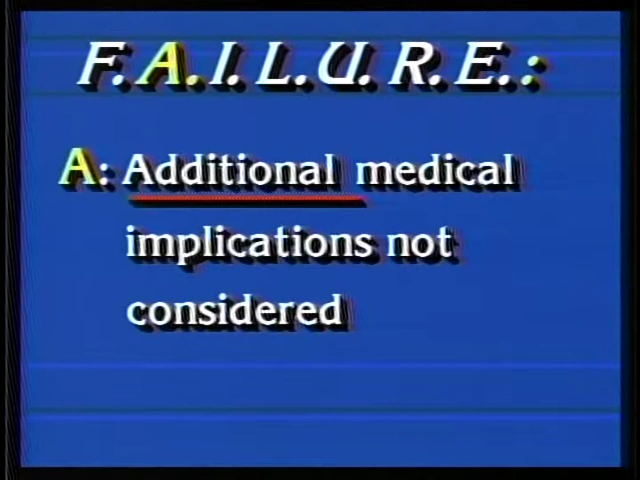 F.A.I.L.U.R.E.:
A: Additional medical
implications not
considered